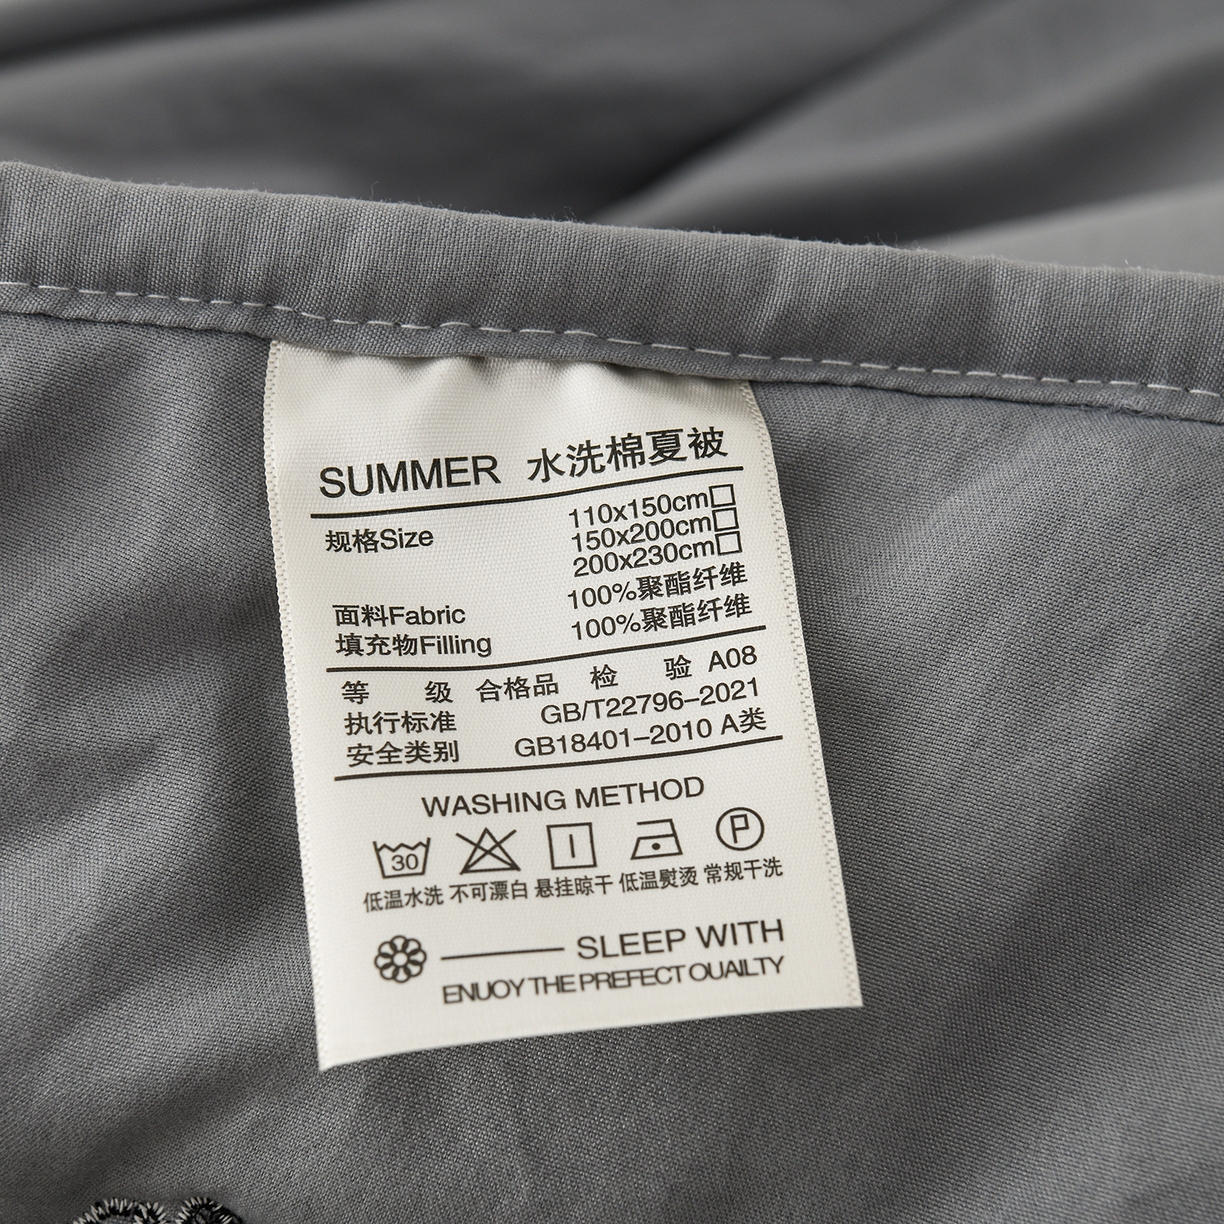 SUMMER 水洗棉夏被
规格Size 110x150cm□
150x200cm□
200x230cm□
面料Fabric 100%聚酯纤维
填充物Filling 100%聚酯纤维
等 级 合格品 检 验 A08
执行标准 GB/T22796-2021
安全类别 GB18401-2010 A类
WASHING METHOD
30 P
低温水洗 不可漂白 悬挂晾干 低温熨烫 常规干洗
SLEEP WITH
ENUOY THE PREFECT OUAILTY